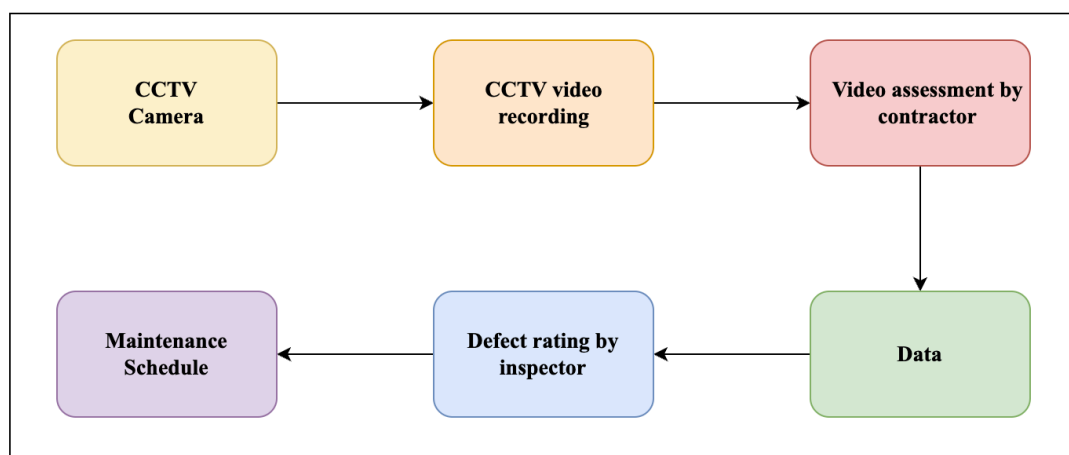 CCTV
Camera
CCTV video
recording
Video assessment by
contractor
Maintenance
Schedule
Defect rating by
inspector
Data